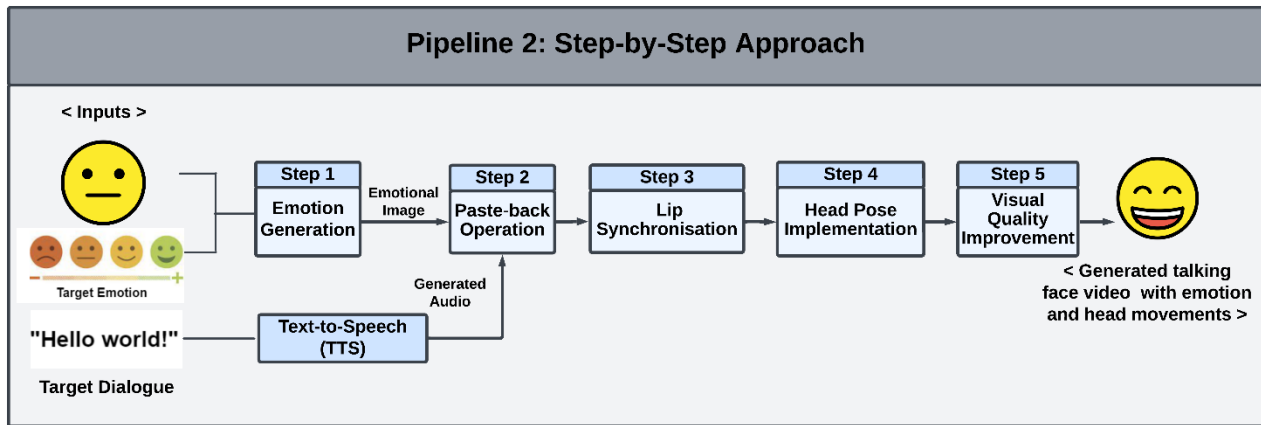 Pipeline 2: Step-by-Step Approach
< Inputs >
Step 1
Emotion
Generation
Emotional
Image
Step 2
Paste-back
Operation
Step 3
Lip
Synchronisation
Step 4
Head Pose
Implementation
Step 5
Visual
Quality
Improvement
- +
Target Emotion
Generated
Audio
< Generated talking
face video with emotion
and head movements >
"Hello world!"
Text-to-Speech
(TTS)
Target Dialogue